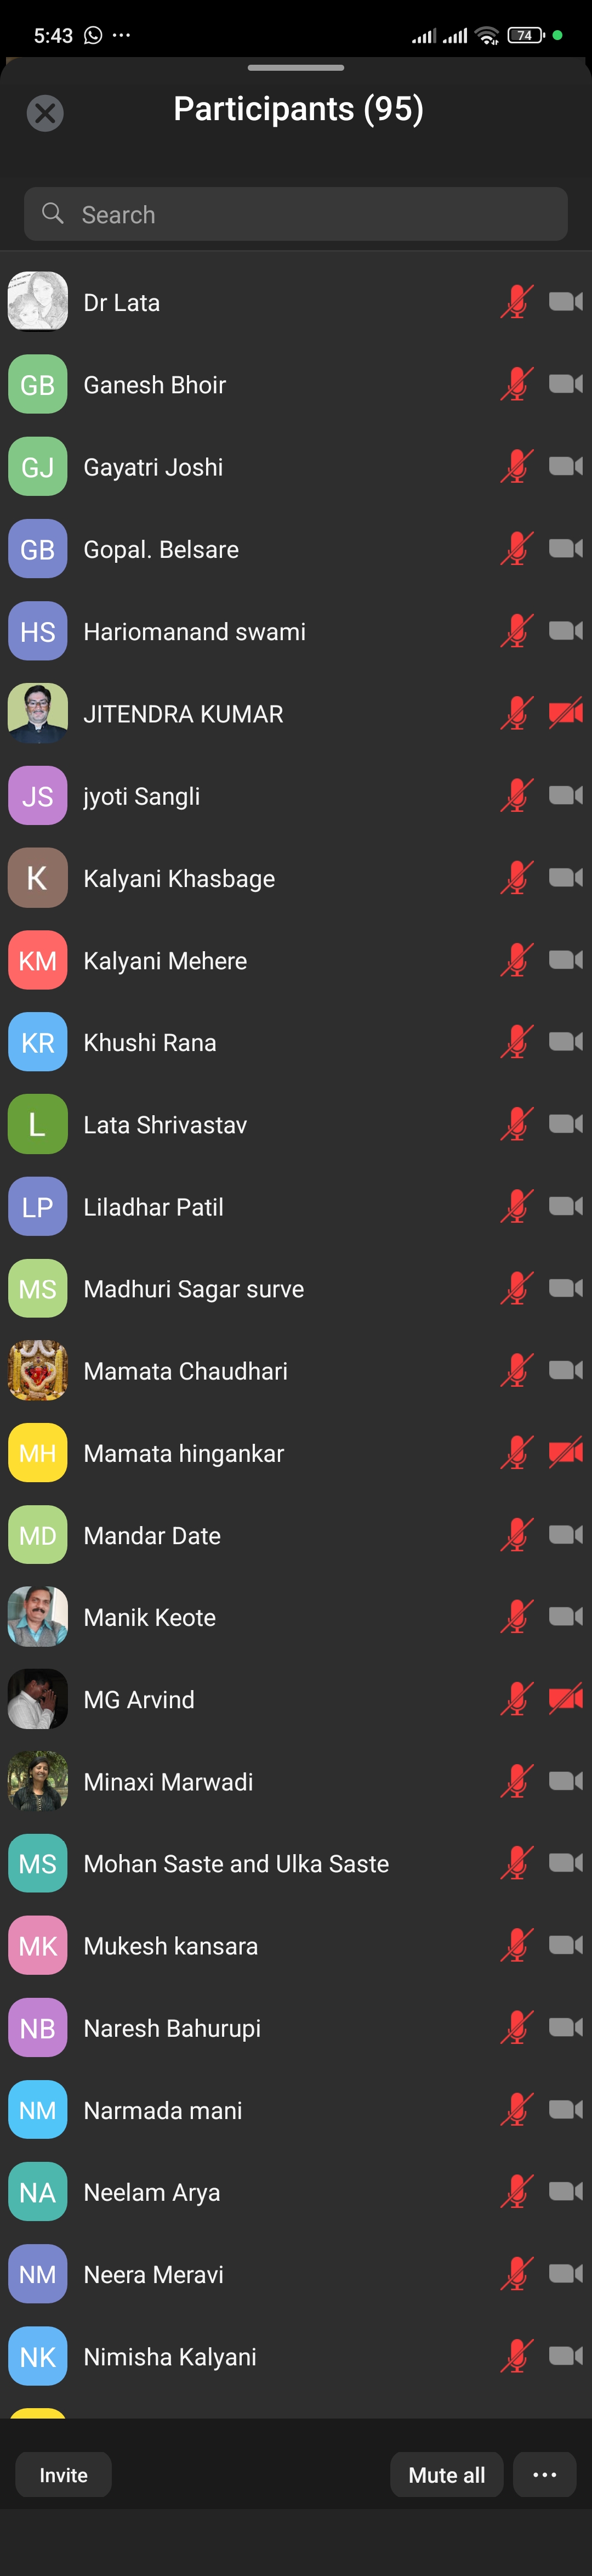 5:43
74
Participants (95)
Search
Dr Lata
GB Ganesh Bhoir
GJ Gayatri Joshi
GB Gopal. Belsare
HS Hariomanand swami
JITENDRA KUMAR
JS jyoti Sangli
K Kalyani Khasbage
KM Kalyani Mehere
KR Khushi Rana
L Lata Shrivastav
LP Liladhar Patil
MS Madhuri Sagar surve
Mamata Chaudhari
MH Mamata hingankar
MD Mandar Date
Manik Keote
MG Arvind
Minaxi Marwadi
MS Mohan Saste and Ulka Saste
MK Mukesh kansara
NB Naresh Bahurupi
NM Narmada mani
NA Neelam Arya
NM Neera Meravi
NK Nimisha Kalyani
Invite
Mute all